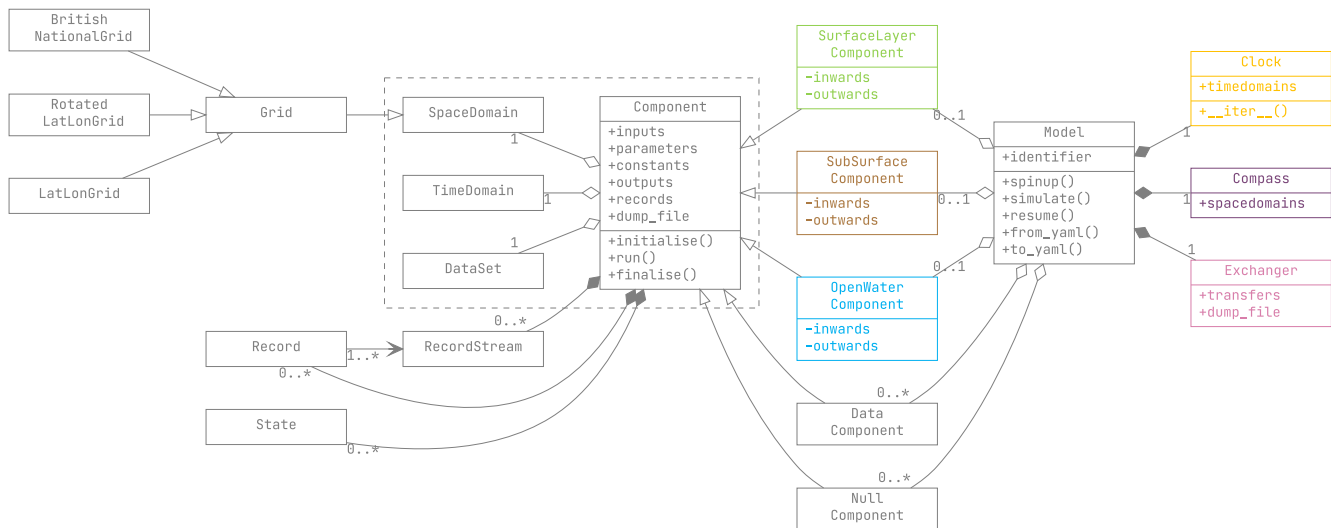 British
NationalGrid
Rotated
LatLonGrid
LatLonGrid
Grid
SpaceDomain
1
TimeDomain
1
DataSet
1
Component
+inputs
+parameters
+constants
+outputs
+records
+dump_file
+initialise()
+run()
+finalise()
Record
1..*
0..*
RecordStream
0..*
State
0..*
SurfaceLayer
Component
-inwards
-outwards
0..1
SubSurface
Component
-inwards
-outwards
0..1
OpenWater
Component
-inwards
-outwards
0..1
Data
Component
0..*
Null
Component
0..*
Model
+identifier
+spinup()
+simulate()
+resume()
+from_yaml()
+to_yaml()
Clock
+timedomains
+__iter__()
1
Compass
+spacedomains
1
Exchanger
+transfers
+dump_file
1